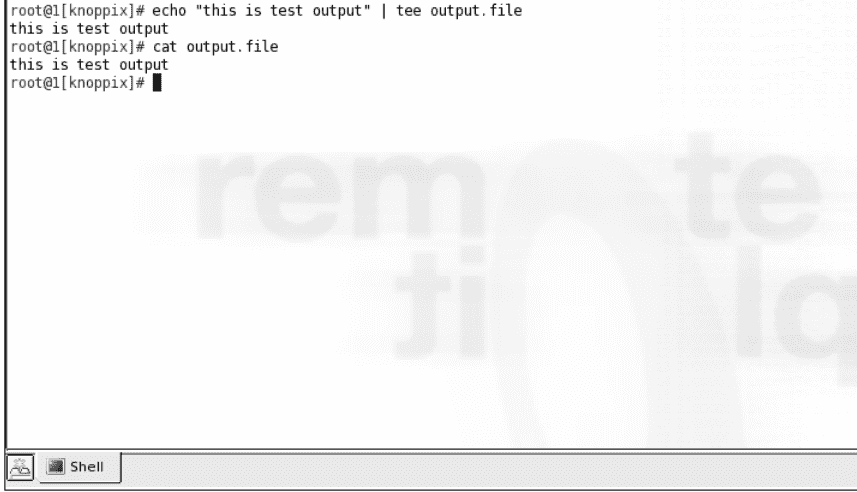 root@1[knoppix]# echo "this is test output" | tee output.file
this is test output
root@1[knoppix]# cat output.file
this is test output
root@1[knoppix]#
remote
Shell